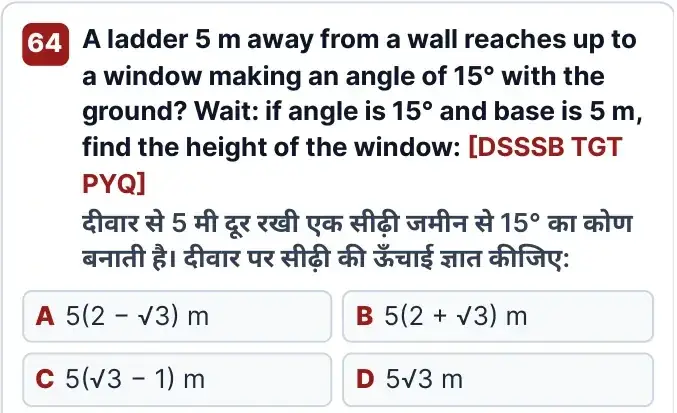 64 A ladder 5 m away from a wall reaches up to
a window making an angle of 15° with the
ground? Wait: if angle is 15° and base is 5 m,
find the height of the window: [DSSSB TGT
PYQ]
दीवार से 5 मी दूर रखी एक सीढ़ी जमीन से 15° का कोण
बनाती है। दीवार पर सीढ़ी की ऊँचाई ज्ञात कीजिए:
A 5(2 − √3) m B 5(2 + √3) m
C 5(√3 − 1) m D 5√3 m